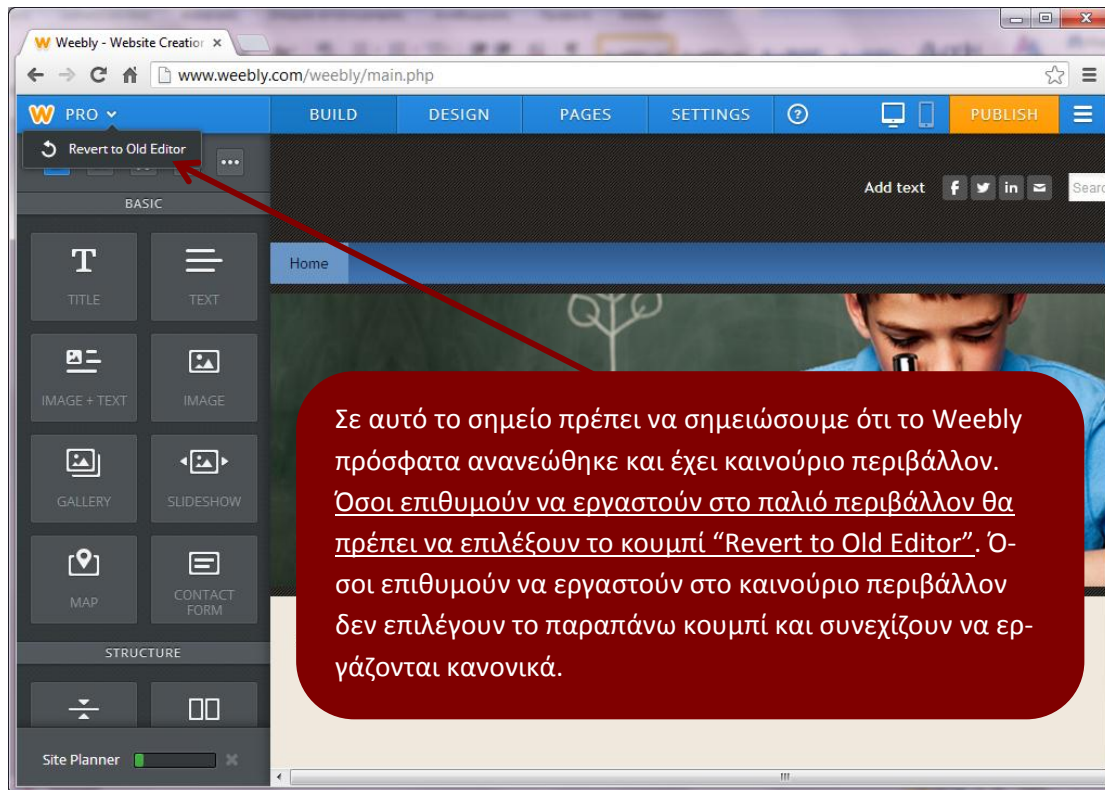 Weebly - Website Creation
www.weebly.com/weebly/main.php
PRO BUILD DESIGN PAGES SETTINGS ? PUBLISH
Revert to Old Editor
Add text f in Searc
BASIC
Home
T
TITLE TEXT
IMAGE + TEXT IMAGE
GALLERY SLIDESHOW
MAP CONTACT
FORM
STRUCTURE
Site Planner
Σε αυτό το σημείο πρέπει να σημειώσουμε ότι το Weebly
πρόσφατα ανανεώθηκε και έχει καινούριο περιβάλλον.
Όσοι επιθυμούν να εργαστούν στο παλιό περιβάλλον θα
πρέπει να επιλέξουν το κουμπί “Revert to Old Editor”. Ό-
σοι επιθυμούν να εργαστούν στο καινούριο περιβάλλον
δεν επιλέγουν το παραπάνω κουμπί και συνεχίζουν να ερ-
γάζονται κανονικά.